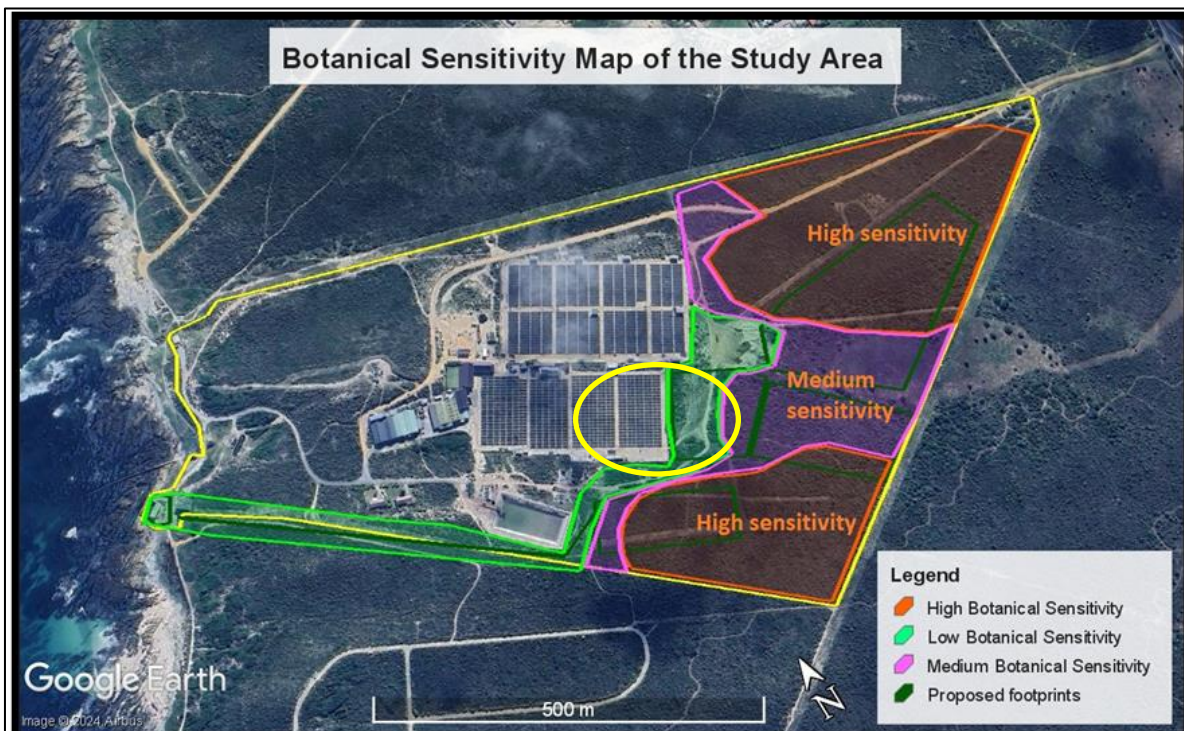 Botanical Sensitivity Map of the Study Area
High sensitivity
Medium
sensitivity
High sensitivity
Legend
High Botanical Sensitivity
Low Botanical Sensitivity
Medium Botanical Sensitivity
Proposed footprints
Google Earth
Image © 2024 Airbus
500 m
N